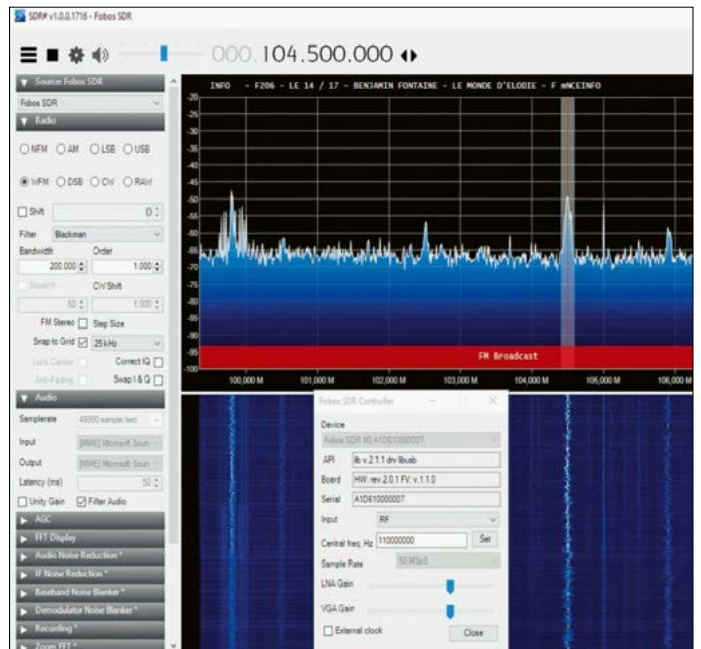 SDR# v1.0.0.1716 - Fobos SDR
000.104.500.000
Source: Fobos SDR
Fobos SDR
Radio
NFM AM LSB USB
WFM DSB CW RAW
Shift 0
Filter Blackman
Bandwidth Order
200.000 1.000
Squelch CW Shift
50 1.000
FM Stereo Step Size
Snap to Grid 25 kHz
Lock Carrier Correct IQ
Anti-Fading Swap I & Q
Audio
Samplerate 48000 sample/sec
Input [MME] Microsoft Soun
Output [MME] Microsoft Soun
Latency (ms) 50
Unity Gain Filter Audio
AGC
FFT Display
Audio Noise Reduction *
IF Noise Reduction *
Baseband Noise Blanker *
Demodulator Noise Blanker *
Recording *
Zoom FFT *
INFO - F206 - LE 14 / 17 - BENJAMIN FONTAINE - LE MONDE D'ELODIE - F mNCEINFO
-20
-25
-30
-35
-40
-45
-50
-55
-60
-65
-70
-75
-80
-85
-90
-95
-100
FM Broadcast
100,000 M 101,000 M 102,000 M 103,000 M 104,000 M 105,000 M 106,000 M
Fobos SDR Controller
Device
Fobos SDR #0 A1D610000007
API lib v.2.1.1 drv libusb
Board HW: rev.2.0.1 FV: v.1.1.0
Serial A1D610000007
Input RF
Central freq, Hz 110000000 Set
Sample Rate 50 MSps
LNA Gain
VGA Gain
External clock Close